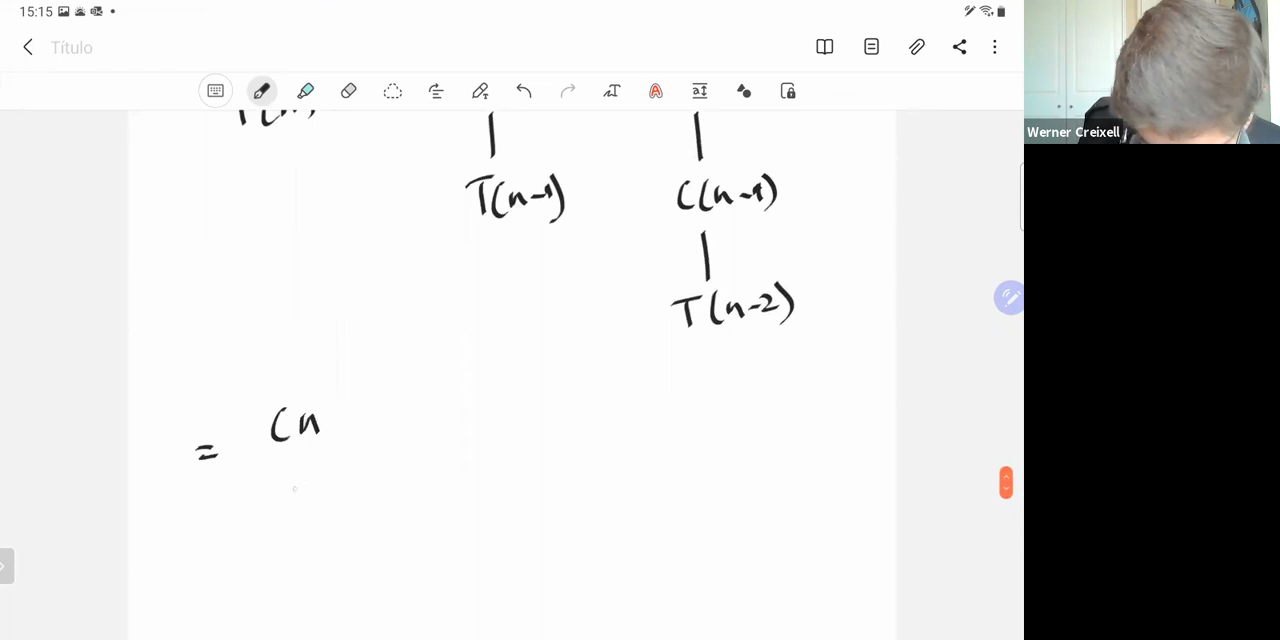 15:15
Título
T(n)
T(n-1) C(n-1)
T(n-2)
= Cn
Werner Creixell